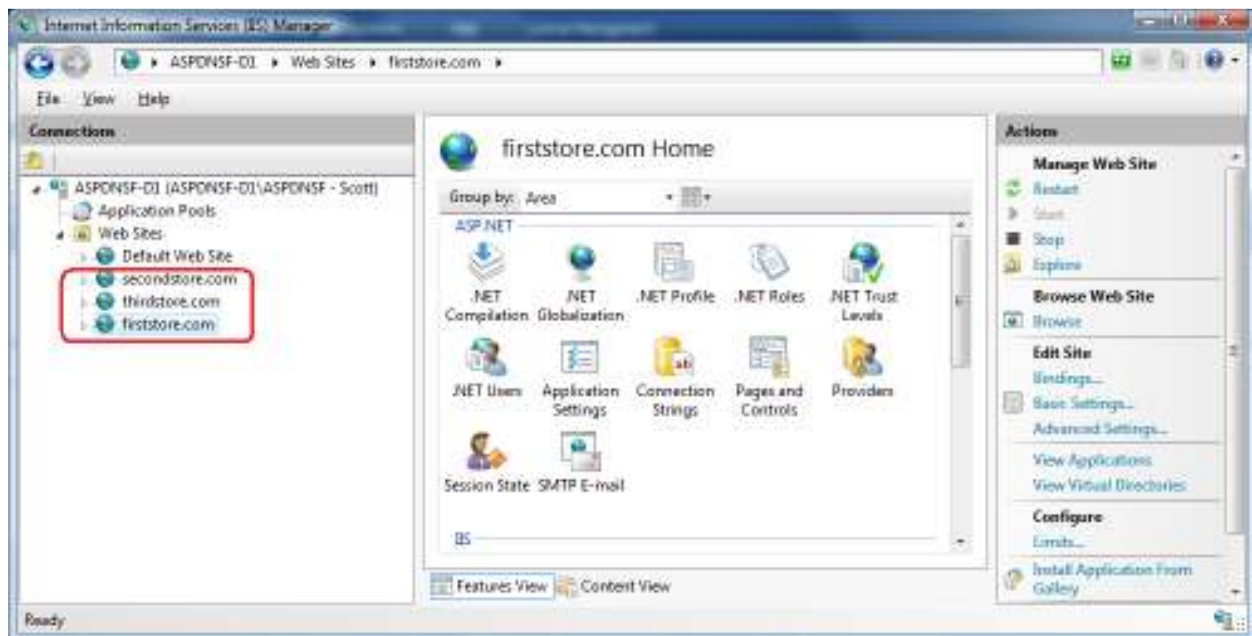 Internet Information Services (IIS) Manager
ASPDNSF-D1 Web Sites firststore.com
File View Help
Connections
ASPDNSF-D1 (ASPDNSF-D1\ASPDNSF - Scott)
Application Pools
Web Sites
Default Web Site
secondstore.com
thirdstore.com
firststore.com
firststore.com Home
Group by: Area
ASP.NET
.NET Compilation
.NET Globalization
.NET Profile
.NET Roles
.NET Trust Levels
.NET Users
Application Settings
Connection Strings
Pages and Controls
Providers
Session State
SMTP E-mail
IIS
Features View
Content View
Actions
Manage Web Site
Restart
Start
Stop
Explore
Browse Web Site
Browse
Edit Site
Bindings...
Basic Settings...
Advanced Settings...
View Applications
View Virtual Directories
Configure
Limits...
Install Application From Gallery
Ready